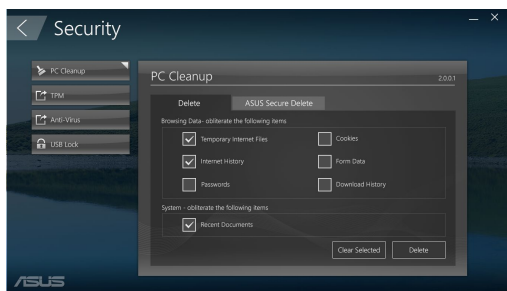 Security
PC Cleanup
TPM
Anti-Virus
USB Lock
PC Cleanup
2.0.0.1
Delete
ASUS Secure Delete
Browsing Data- obliterate the following items
Temporary Internet Files
Cookies
Internet History
Form Data
Passwords
Download History
System - obliterate the following items
Recent Documents
Clear Selected
Delete
ASUS